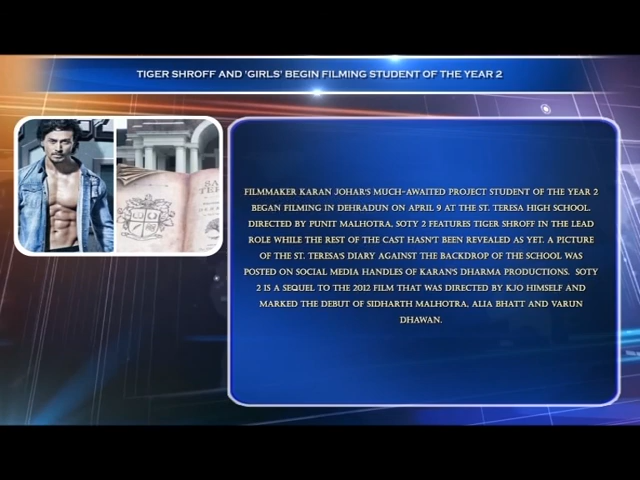 TIGER SHROFF AND 'GIRLS' BEGIN FILMING STUDENT OF THE YEAR 2
FILMMAKER KARAN JOHAR'S MUCH-AWAITED PROJECT STUDENT OF THE YEAR 2
BEGAN FILMING IN DEHRADUN ON APRIL 9 AT THE ST. TERESA HIGH SCHOOL.
DIRECTED BY PUNIT MALHOTRA, SOTY 2 FEATURES TIGER SHROFF IN THE LEAD
ROLE WHILE THE REST OF THE CAST HASN'T BEEN REVEALED AS YET. A PICTURE
OF THE ST. TERESA'S DIARY AGAINST THE BACKDROP OF THE SCHOOL WAS
POSTED ON SOCIAL MEDIA HANDLES OF KARAN'S DHARMA PRODUCTIONS. SOTY
2 IS A SEQUEL TO THE 2012 FILM THAT WAS DIRECTED BY KJO HIMSELF AND
MARKED THE DEBUT OF SIDHARTH MALHOTRA, ALIA BHATT AND VARUN
DHAWAN.